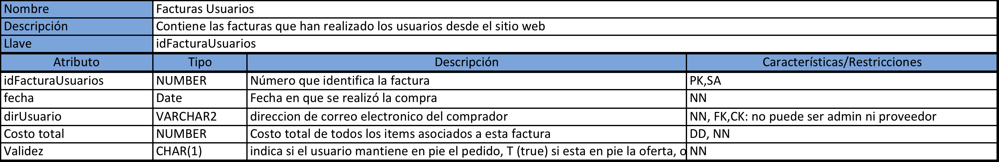 Nombre Facturas Usuarios
Descripción Contiene las facturas que han realizado los usuarios desde el sitio web
Llave idFacturaUsuarios
Atributo Tipo Descripción Características/Restricciones
idFacturaUsuarios NUMBER Número que identifica la factura PK,SA
fecha Date Fecha en que se realizó la compra NN
dirUsuario VARCHAR2 direccion de correo electronico del comprador NN, FK,CK: no puede ser admin ni proveedor
Costo total NUMBER Costo total de todos los items asociados a esta factura DD, NN
Validez CHAR(1) indica si el usuario mantiene en pie el pedido, T (true) si esta en pie la oferta, o NN